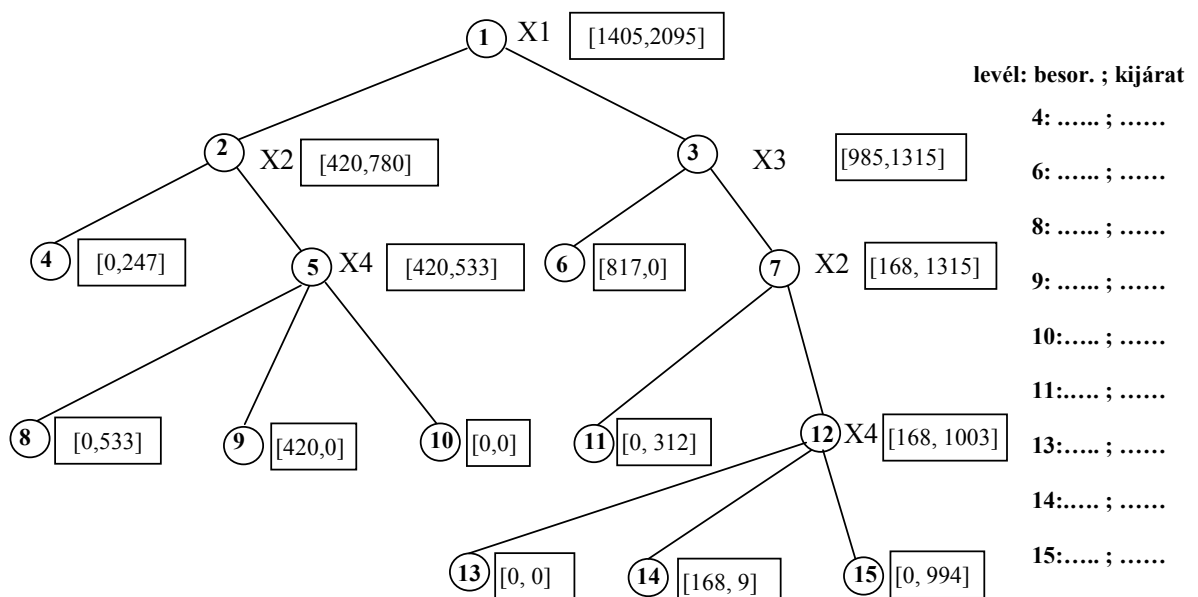 1 X1 [1405,2095]
levél: besor. ; kijárat
4: ...... ; ......
2 X2 [420,780]
3 X3 [985,1315]
6: ...... ; ......
8: ...... ; ......
4 [0,247]
5 X4 [420,533]
6 [817,0]
7 X2 [168, 1315]
9: ...... ; ......
10:..... ; ......
11:..... ; ......
8 [0,533]
9 [420,0]
10 [0,0]
11 [0, 312]
12 X4 [168, 1003]
13:..... ; ......
14:..... ; ......
13 [0, 0]
14 [168, 9]
15 [0, 994]
15:..... ; ......